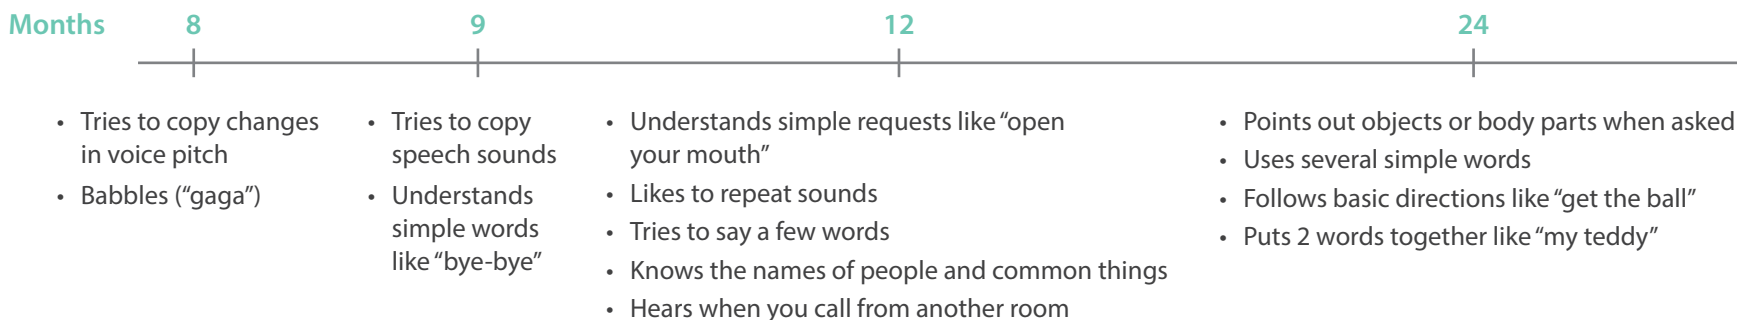 Months 8 9 12 24
• Tries to copy changes
in voice pitch
• Babbles (“gaga”)
• Tries to copy
speech sounds
• Understands
simple words
like “bye-bye”
• Understands simple requests like “open
your mouth”
• Likes to repeat sounds
• Tries to say a few words
• Knows the names of people and common things
• Hears when you call from another room
• Points out objects or body parts when asked
• Uses several simple words
• Follows basic directions like “get the ball”
• Puts 2 words together like “my teddy”